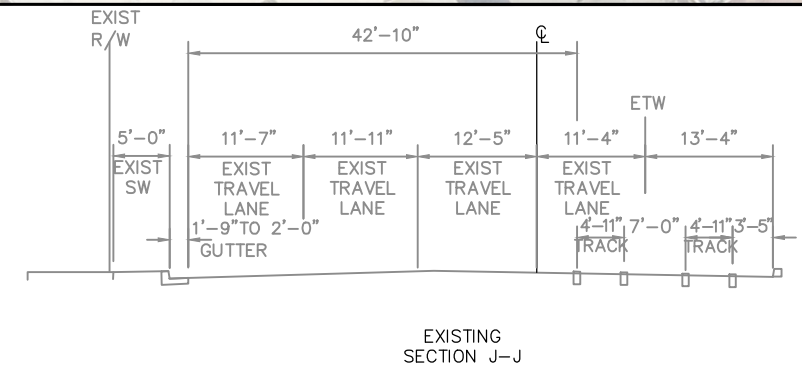 EXIST
R/W
42'-10"
℄
ETW
5'-0"
11'-7"
11'-11"
12'-5"
11'-4"
13'-4"
EXIST
SW
EXIST
TRAVEL
LANE
EXIST
TRAVEL
LANE
EXIST
TRAVEL
LANE
EXIST
TRAVEL
LANE
1'-9"TO 2'-0"
GUTTER
4'-11"
TRACK
7'-0"
4'-11"
TRACK
3'-5"
EXISTING
SECTION J-J